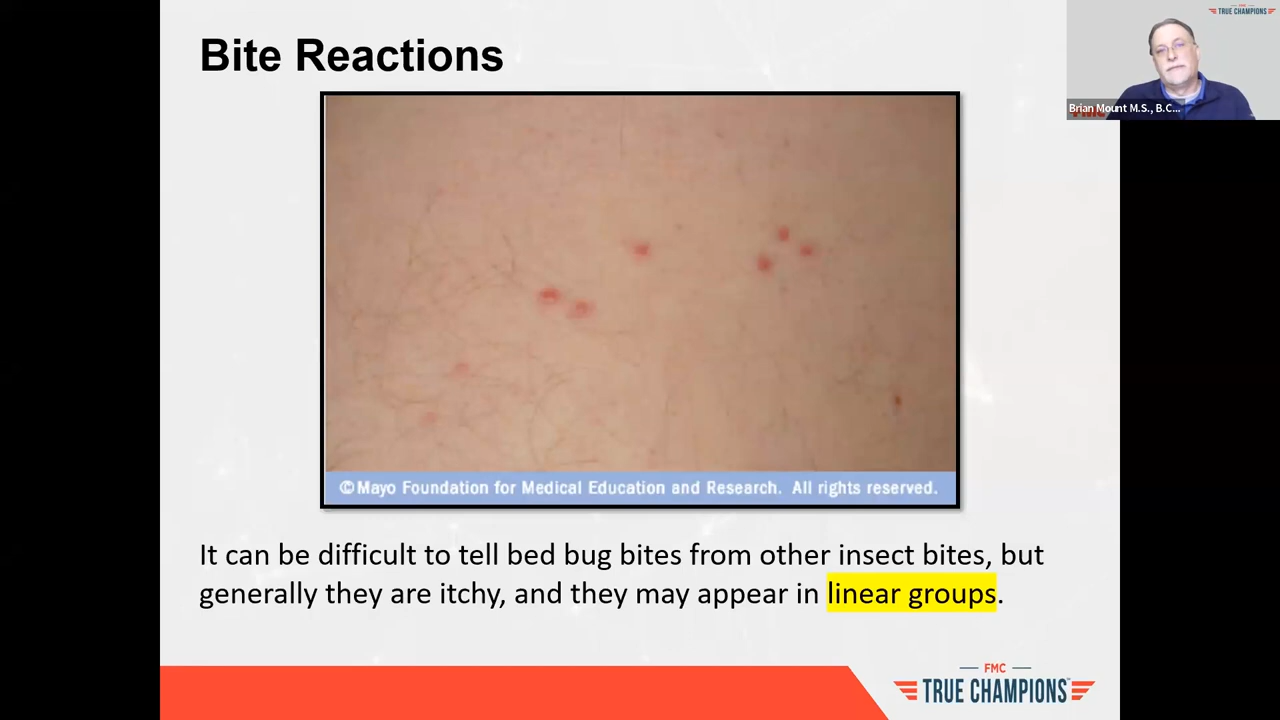 Bite Reactions
©Mayo Foundation for Medical Education and Research. All rights reserved.
It can be difficult to tell bed bug bites from other insect bites, but
generally they are itchy, and they may appear in linear groups.
FMC
TRUE CHAMPIONS
FMC
TRUE CHAMPIONS
Brian Mount M.S., B.C...
FMC